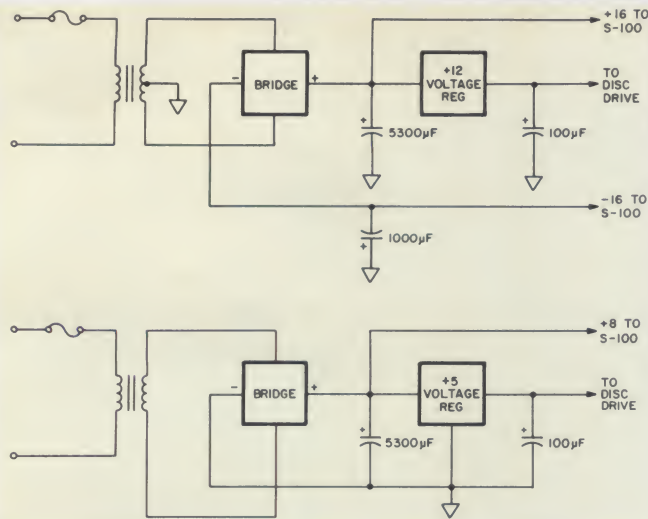 +16 TO
S-100
-
BRIDGE
+
+12
VOLTAGE
REG
TO
DISC
DRIVE
+
5300µF
+
100µF
-16 TO
S-100
1000µF
+
+8 TO
S-100
-
BRIDGE
+
+5
VOLTAGE
REG
TO
DISC
DRIVE
+
5300µF
+
100µF